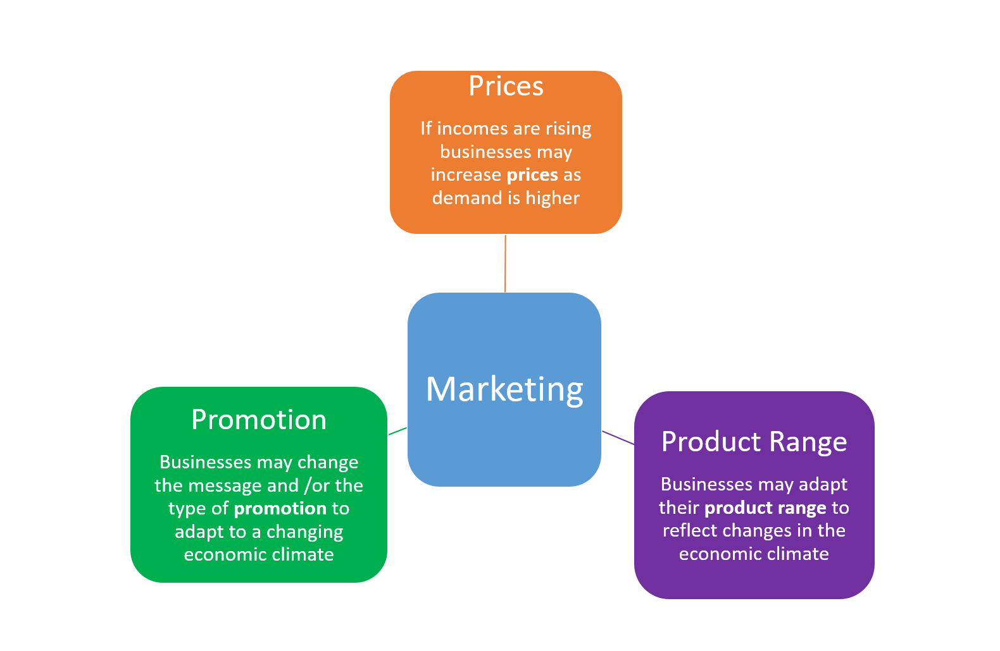 Prices
If incomes are rising
businesses may
increase prices as
demand is higher
Marketing
Promotion
Businesses may change
the message and /or the
type of promotion to
adapt to a changing
economic climate
Product Range
Businesses may adapt
their product range to
reflect changes in the
economic climate